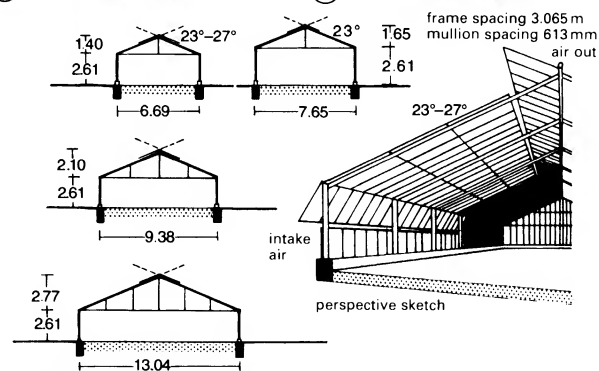 frame spacing 3.065 m
mullion spacing 613 mm
air out
1.40
2.61
23°–27°
6.69
23°
1.65
2.61
7.65
23°–27°
2.10
2.61
9.38
intake
air
perspective sketch
2.77
2.61
13.04